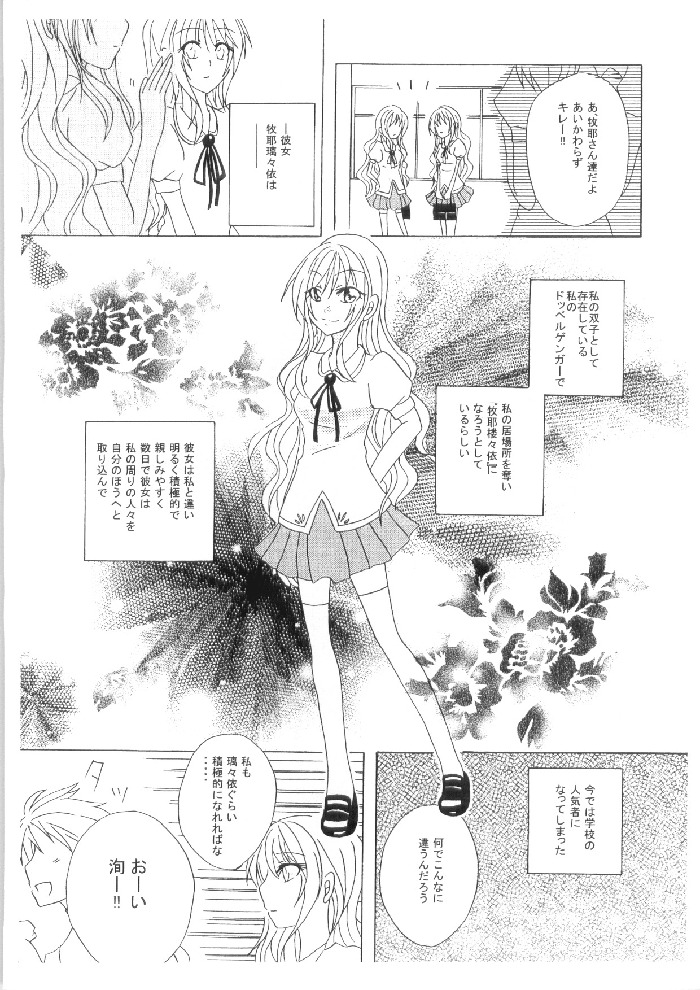 あ、牧耶さん達だよ
あいかわらず
キレー!!
―彼女
牧耶璃々依は
私の双子として
存在している
私の
ドッペルゲンガーで
私の居場所を奪い
"牧耶楼々依"に
なろうとして
いるらしい
彼女は私と違い
明るく積極的で
親しみやすく
数日で彼女は
私の周りの人々を
自分のほうへと
取り込んで
今では学校の
人気者に
なってしまった
何でこんなに
違うんだろう
私も
璃々依ぐらい
積極的になれればな
‥‥‥
タッ
おーい
洵ー!!